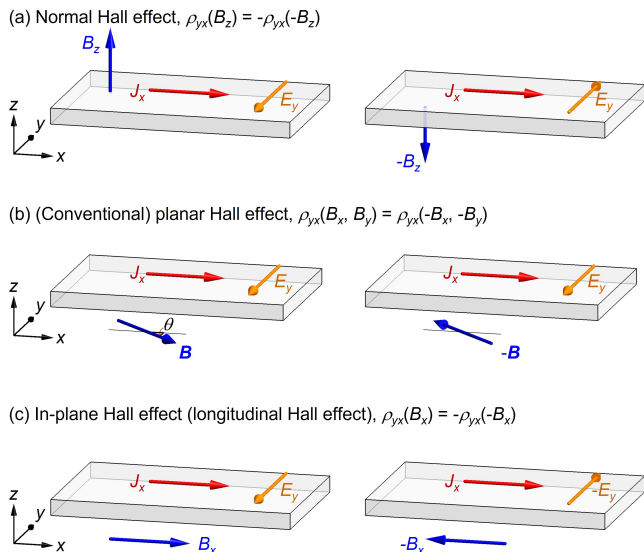 (a) Normal Hall effect, ρyx(Bz) = -ρyx(-Bz)
Bz
Jx
Ey
Jx
Ey
-Bz
z
y
x
(b) (Conventional) planar Hall effect, ρyx(Bx, By) = ρyx(-Bx, -By)
Jx
Ey
Jx
Ey
z
y
x
θ
B
-B
(c) In-plane Hall effect (longitudinal Hall effect), ρyx(Bx) = -ρyx(-Bx)
Jx
Ey
Jx
-Ey
z
y
x
Bx
-Bx